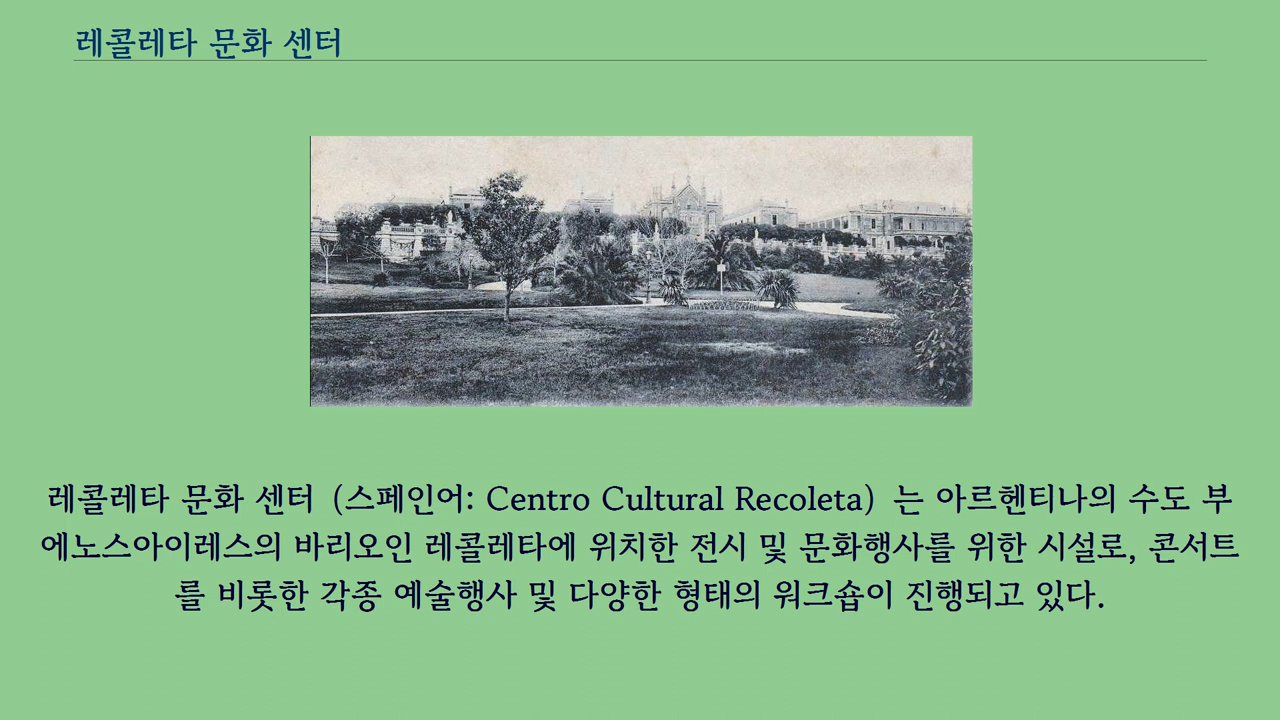 레콜레타 문화 센터
레콜레타 문화 센터 (스페인어: Centro Cultural Recoleta) 는 아르헨티나의 수도 부
에노스아이레스의 바리오인 레콜레타에 위치한 전시 및 문화행사를 위한 시설로, 콘서트
를 비롯한 각종 예술행사 및 다양한 형태의 워크숍이 진행되고 있다.